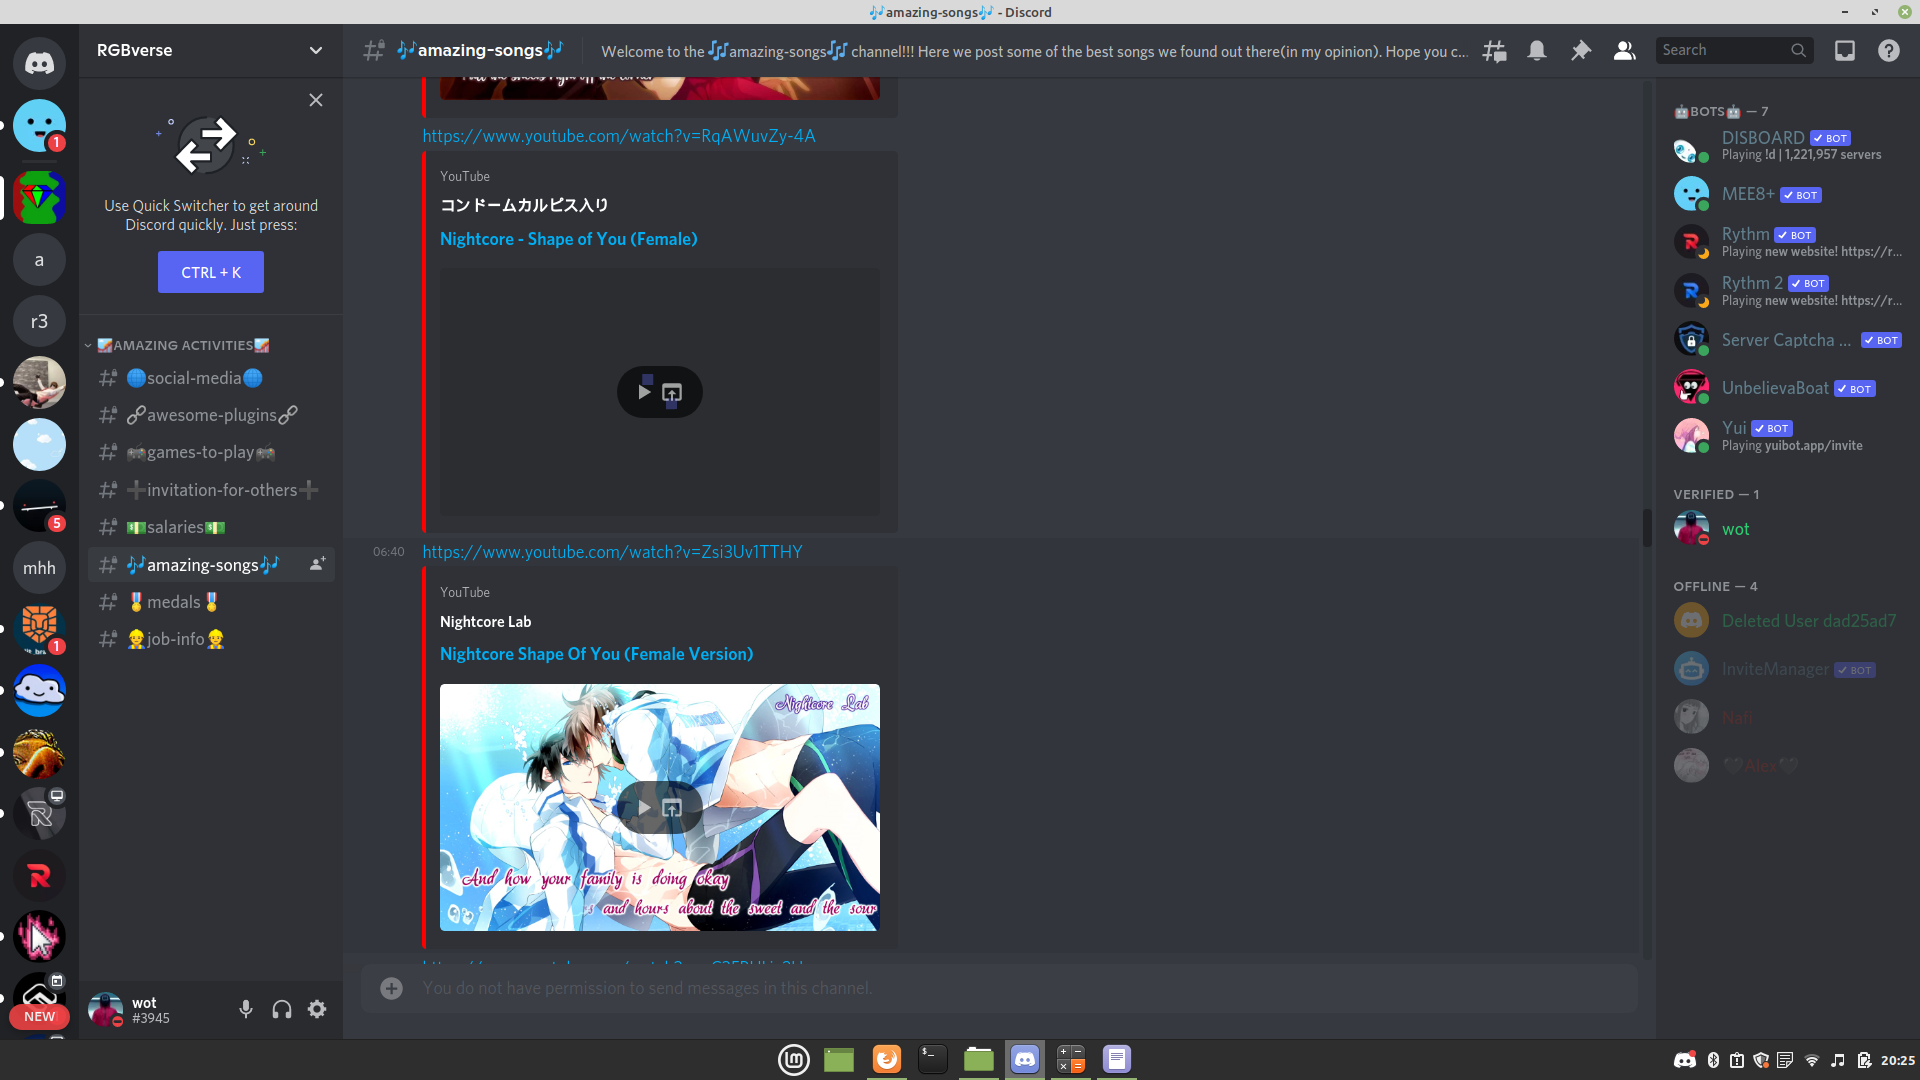 🎶amazing-songs🎶 - Discord
RGBverse
🎶amazing-songs🎶
Welcome to the 🎶amazing-songs🎶 channel!!! Here we post some of the best songs we found out there(in my opinion). Hope you c...
Search
1
Use Quick Switcher to get around
Discord quickly. Just press:
CTRL + K
a
r3
AMAZING ACTIVITIES
🌐social-media🌐
🔗awesome-plugins🔗
🎮games-to-play🎮
➕invitation-for-others➕
💵salaries💵
🎶amazing-songs🎶
🏅medals🏅
👷job-info👷
5
mhh
1
NEW
wot
#3945
https://www.youtube.com/watch?v=RqAWuvZy-4A
YouTube
コンドームカルピス入り
Nightcore - Shape of You (Female)
06:40
https://www.youtube.com/watch?v=Zsi3Uv1TTHY
YouTube
Nightcore Lab
Nightcore Shape Of You (Female Version)
Nightcore Lab
And how your family is doing okay
s and hours about the sweet and the sour
You do not have permission to send messages in this channel.
🤖BOTS🤖 — 7
DISBOARD ✓ BOT
Playing !d | 1,221,957 servers
MEE8+ ✓ BOT
Rythm ✓ BOT
Playing new website! https://r...
Rythm 2 ✓ BOT
Playing new website! https://r...
Server Captcha ... ✓ BOT
UnbelievaBoat ✓ BOT
Yui ✓ BOT
Playing yuibot.app/invite
VERIFIED — 1
wot
OFFLINE — 4
Deleted User dad25ad7
InviteManager ✓ BOT
Nafi
🖤Alex🖤
20:25